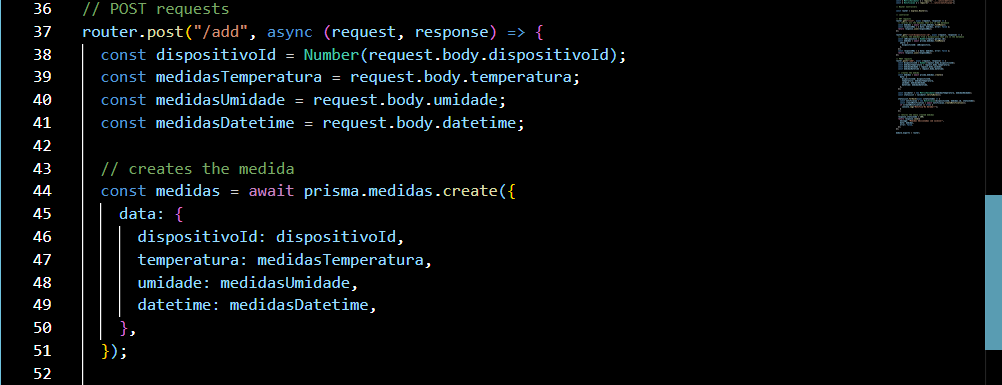 36 // POST requests
37 router.post("/add", async (request, response) => {
38 const dispositivoId = Number(request.body.dispositivoId);
39 const medidasTemperatura = request.body.temperatura;
40 const medidasUmidade = request.body.umidade;
41 const medidasDatetime = request.body.datetime;
42
43 // creates the medida
44 const medidas = await prisma.medidas.create({
45 data: {
46 dispositivoId: dispositivoId,
47 temperatura: medidasTemperatura,
48 umidade: medidasUmidade,
49 datetime: medidasDatetime,
50 },
51 });
52